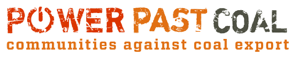 POWER PAST COAL
communities against coal export